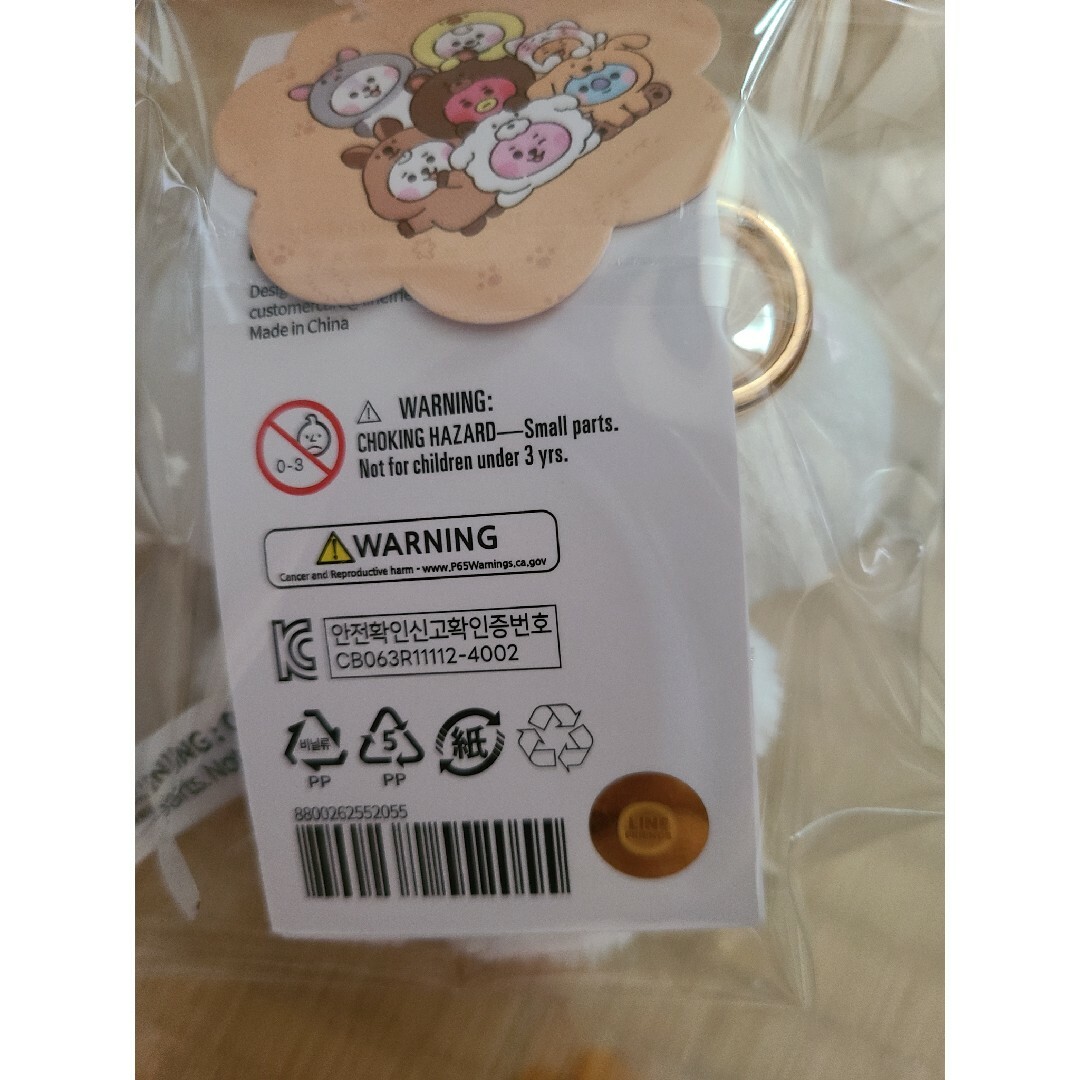 Made in China
0-3
WARNING:
CHOKING HAZARD—Small parts.
Not for children under 3 yrs.
WARNING
Cancer and Reproductive harm - www.P65Warnings.ca.gov
안전확인신고확인증번호
CB063R11112-4002
비닐류
PP
5
PP
紙
8800262552055
LINE
FRIENDS